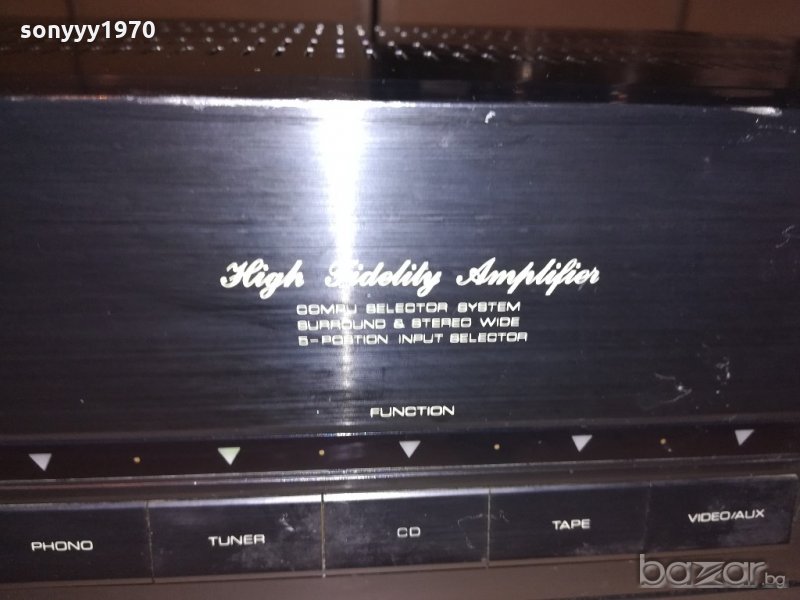 sonyyy1970
High Fidelity Amplifier
COMPU SELECTOR SYSTEM
SURROUND & STEREO WIDE
5-PORTION INPUT SELECTOR
FUNCTION
PHONO TUNER CD TAPE VIDEO/AUX
bazar.bg